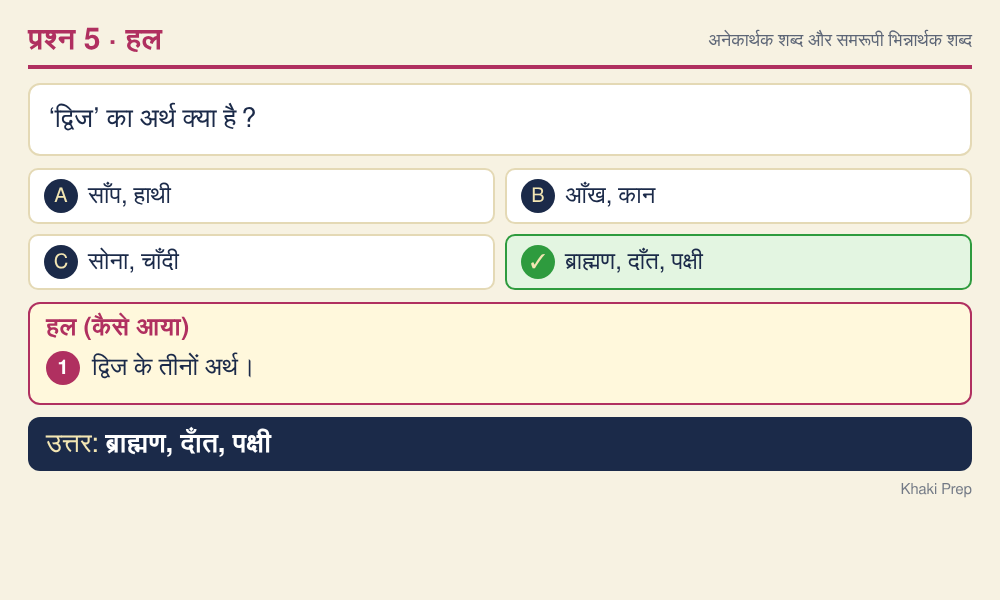 प्रश्न 5 · हल
अनेकार्थक शब्द और समरूपी भिन्नार्थक शब्द
‘द्विज’ का अर्थ क्या है ?
A साँप, हाथी
B आँख, कान
C सोना, चाँदी
✓ ब्राह्मण, दाँत, पक्षी
हल (कैसे आया)
1 द्विज के तीनों अर्थ।
उत्तर: ब्राह्मण, दाँत, पक्षी
Khaki Prep